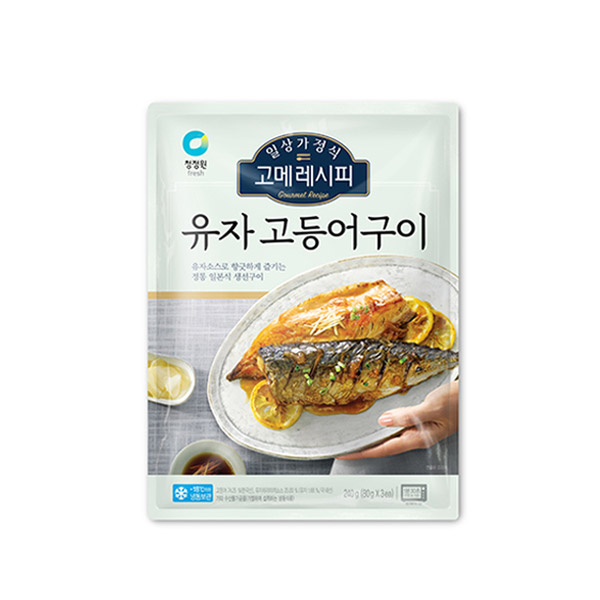 청정원
fresh
일상가정식
고메레시피
Gourmet Recipe
유자 고등어구이
유자소스로 향긋하게 즐기는
정통 일본식 생선구이
냉동보관
240g (80g X 3ea)